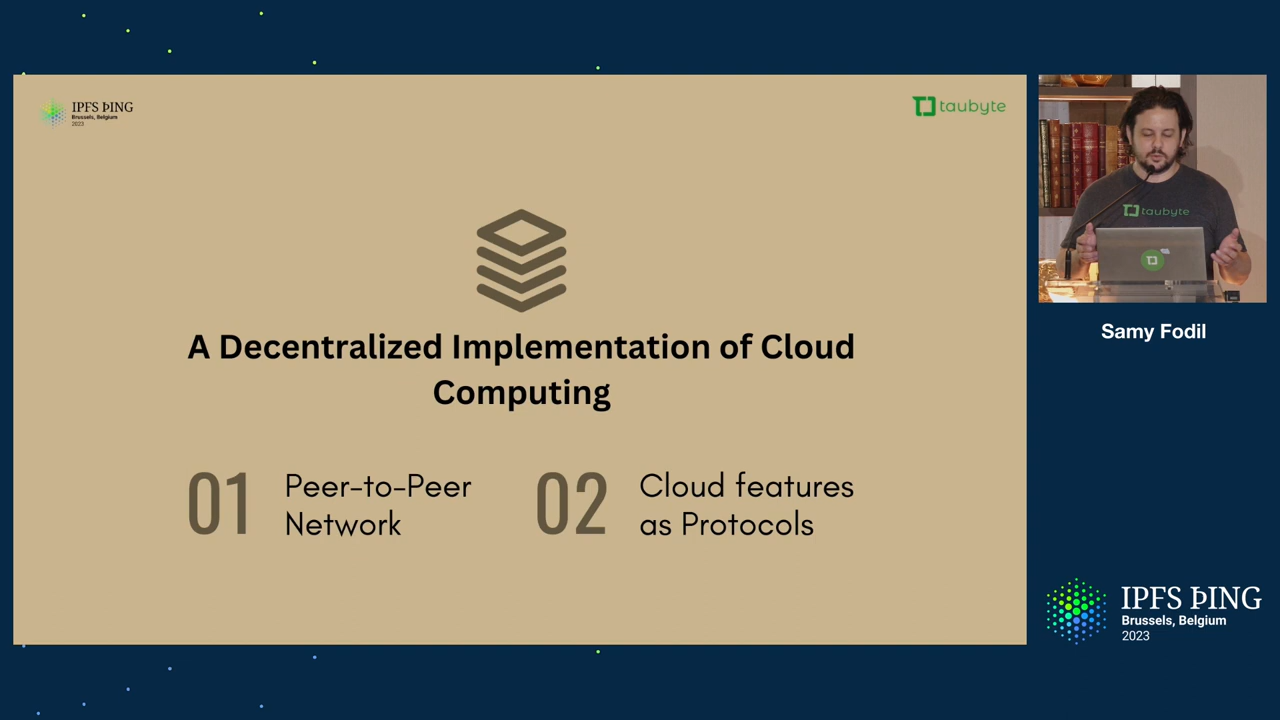 IPFS ÞING
Brussels, Belgium
2023
taubyte
A Decentralized Implementation of Cloud
Computing
01
Peer-to-Peer
Network
02
Cloud features
as Protocols
taubyte
Samy Fodil
IPFS ÞING
Brussels, Belgium
2023